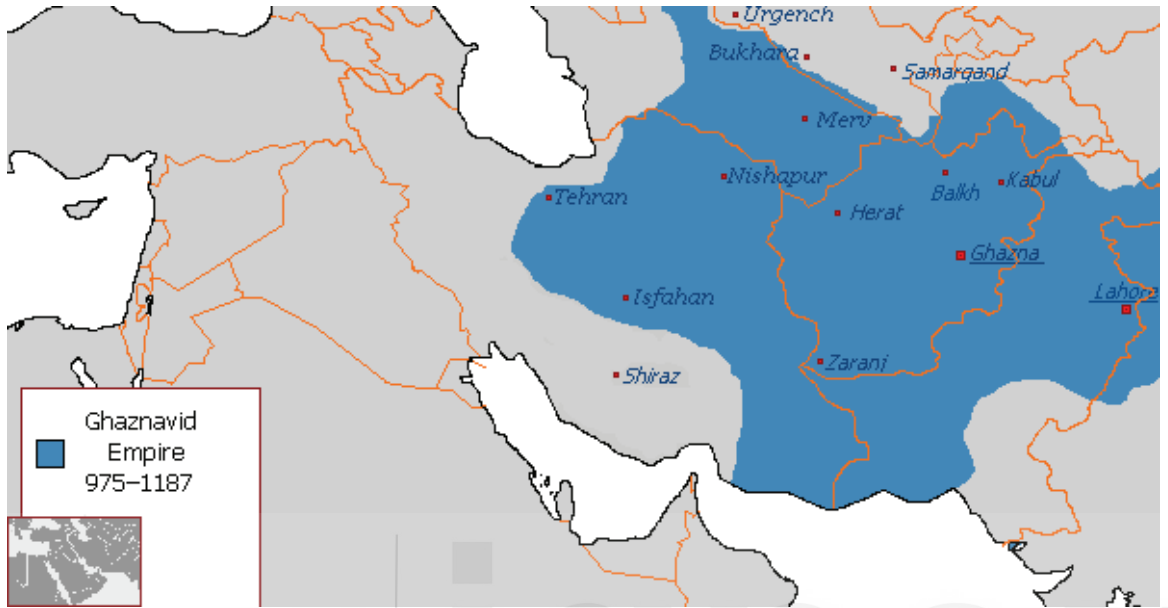 Urgench
Bukhara
Samarqand
Merv
Nishapur
Balkh
Kabul
Tehran
Herat
Ghazna
Isfahan
Lahore
Zarani
Shiraz
Ghaznavid
Empire
975–1187